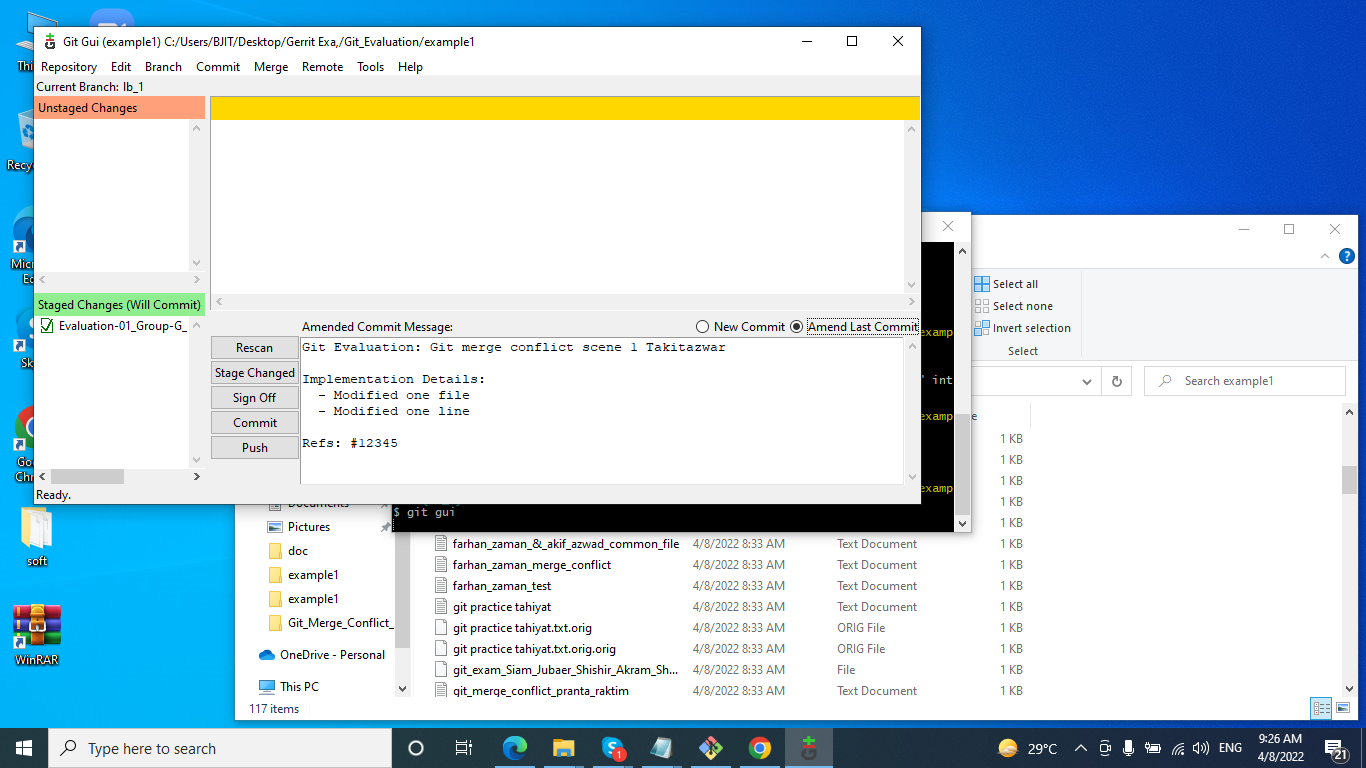 Git Gui (example1) C:/Users/BJIT/Desktop/Gerrit Exa,/Git_Evaluation/example1
Repository Edit Branch Commit Merge Remote Tools Help
Current Branch: lb_1
Unstaged Changes
Staged Changes (Will Commit)
Evaluation-01_Group-G_
Amended Commit Message:
New Commit
Amend Last Commit
Rescan
Stage Changed
Sign Off
Commit
Push
Git Evaluation: Git merge conflict scene 1 Takitazwar
Implementation Details:
- Modified one file
- Modified one line
Refs: #12345
Ready.
examp
' int
examp
examp
$ git gui
Select all
Select none
Invert selection
Select
Search example1
1 KB
1 KB
1 KB
1 KB
1 KB
Documents
Pictures
doc
example1
example1
Git_Merge_Conflict_
OneDrive - Personal
This PC
farhan_zaman_&_akif_azwad_common_file 4/8/2022 8:33 AM Text Document 1 KB
farhan_zaman_merge_conflict 4/8/2022 8:33 AM Text Document 1 KB
farhan_zaman_test 4/8/2022 8:33 AM Text Document 1 KB
git practice tahiyat 4/8/2022 8:33 AM Text Document 1 KB
git practice tahiyat.txt.orig 4/8/2022 8:33 AM ORIG File 1 KB
git practice tahiyat.txt.orig.orig 4/8/2022 8:33 AM ORIG File 1 KB
git_exam_Siam_Jubaer_Shishir_Akram_Sh... 4/8/2022 8:33 AM File 1 KB
git_merge_conflict_pranta_raktim 4/8/2022 8:33 AM Text Document 1 KB
117 items
soft
WinRAR
Type here to search
1
29°C
ENG
9:26 AM
4/8/2022
21